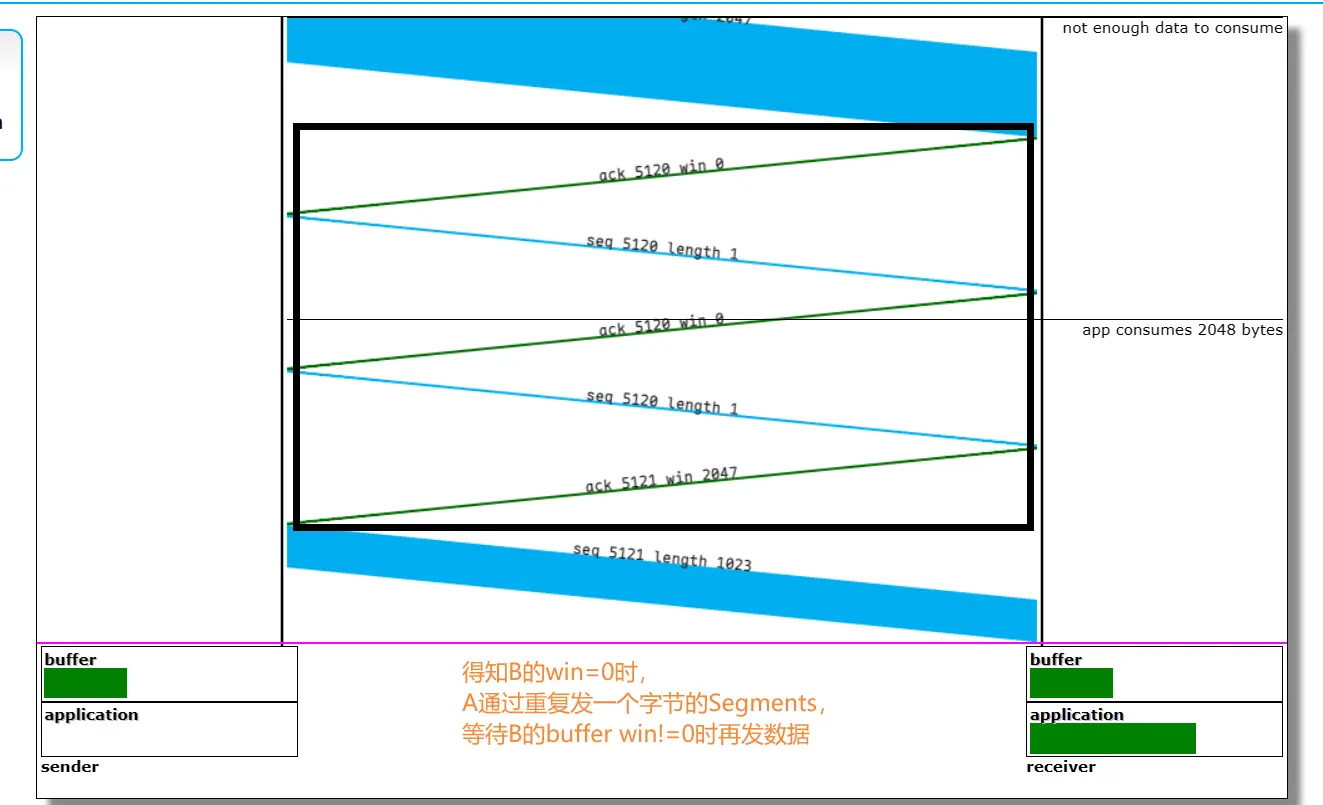 not enough data to consume
ack 5120 win 0
seq 5120 length 1
ack 5120 win 0
app consumes 2048 bytes
seq 5120 length 1
ack 5121 win 2047
seq 5121 length 1023
buffer
application
sender
得知B的win=0时,
A通过重复发一个字节的Segments,
等待B的buffer win!=0时再发数据
buffer
application
receiver